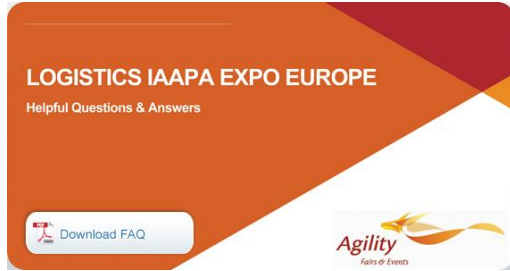 LOGISTICS IAAPA EXPO EUROPE
Helpful Questions & Answers
Download FAQ
Agility
Fairs & Events